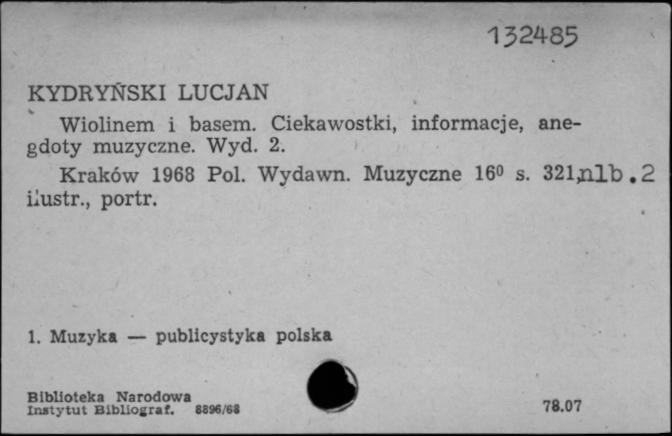 132485
KYDRYŃSKI LUCJAN
Wiolinem i basem. Ciekawostki, informacje, ane-
gdoty muzyczne. Wyd. 2.
Kraków 1968 Pol. Wydawn. Muzyczne 16⁰ s. 321,nlb.2
ilustr., portr.
1. Muzyka — publicystyka polska
Biblioteka Narodowa
Instytut Bibliograf. 8896/68
78.07